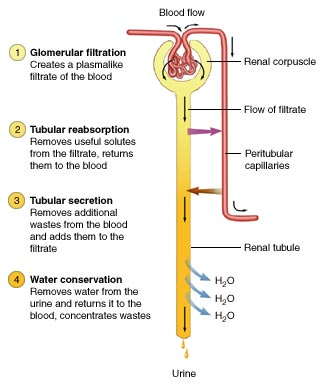 Blood flow
1 Glomerular filtration
Creates a plasmalike
filtrate of the blood
Renal corpuscle
Flow of filtrate
2 Tubular reabsorption
Removes useful solutes
from the filtrate, returns
them to the blood
Peritubular
capillaries
3 Tubular secretion
Removes additional
wastes from the blood
and adds them to the
filtrate
Renal tubule
4 Water conservation
Removes water from the
urine and returns it to the
blood, concentrates wastes
H₂O
H₂O
H₂O
Urine